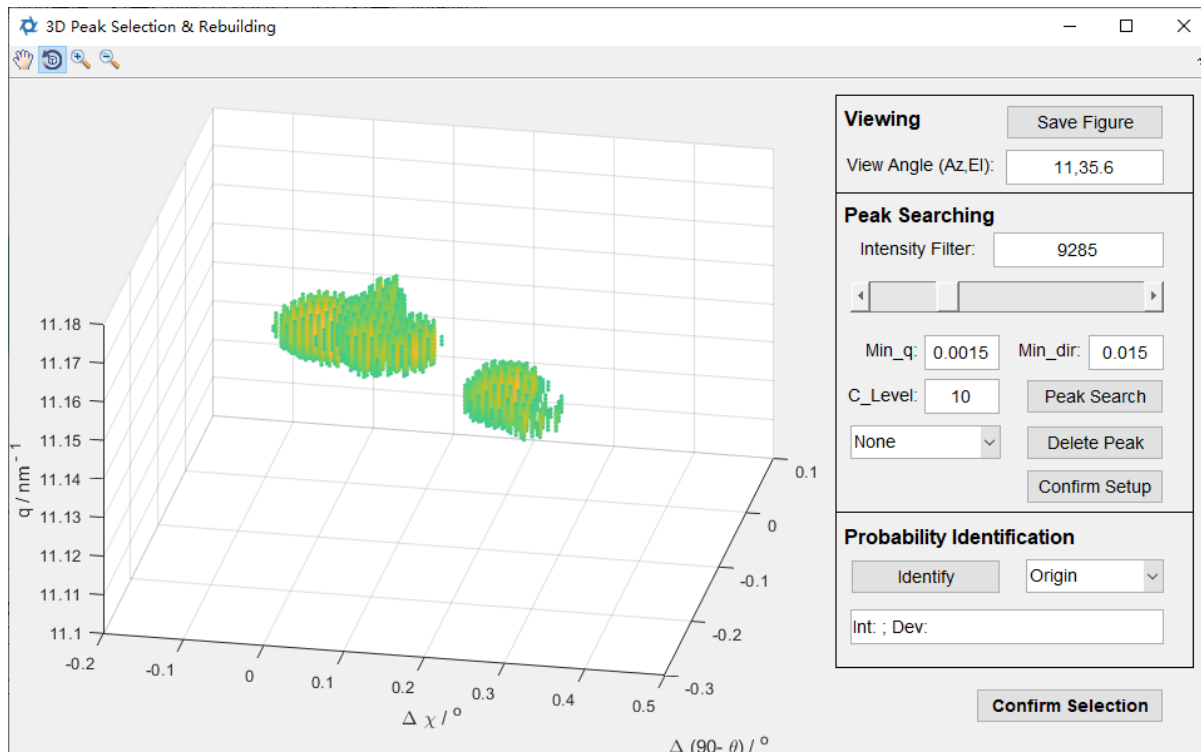 3D Peak Selection & Rebuilding
Viewing
Save Figure
View Angle (Az,El):
11,35.6
Peak Searching
Intensity Filter:
9285
Min_q:
0.0015
Min_dir:
0.015
C_Level:
10
Peak Search
None
Delete Peak
Confirm Setup
Probability Identification
Identify
Origin
Int: ; Dev:
Confirm Selection
11.18
11.17
11.16
11.15
11.14
11.13
11.12
11.11
11.1
q / nm⁻¹
-0.2
-0.1
0
0.1
0.2
0.3
0.4
0.5
Δ χ / °
0.1
0
-0.1
-0.2
-0.3
Δ (90- θ) / °